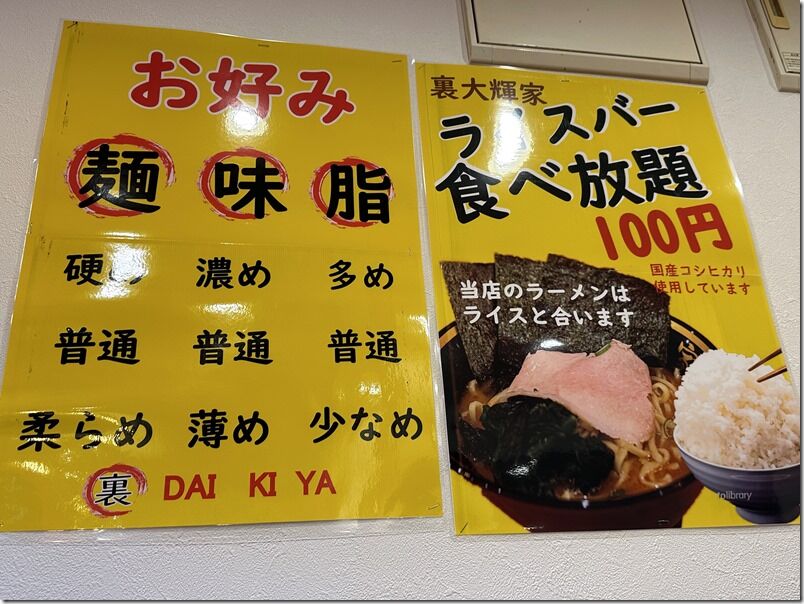 お好み
麺 味 脂
硬め 濃め 多め
普通 普通 普通
柔らめ 薄め 少なめ
裏 DAI KI YA
裏大輝家
ライスバー
食べ放題
100円
国産コシヒカリ
使用しています
当店のラーメンは
ライスと合います
tolibrary